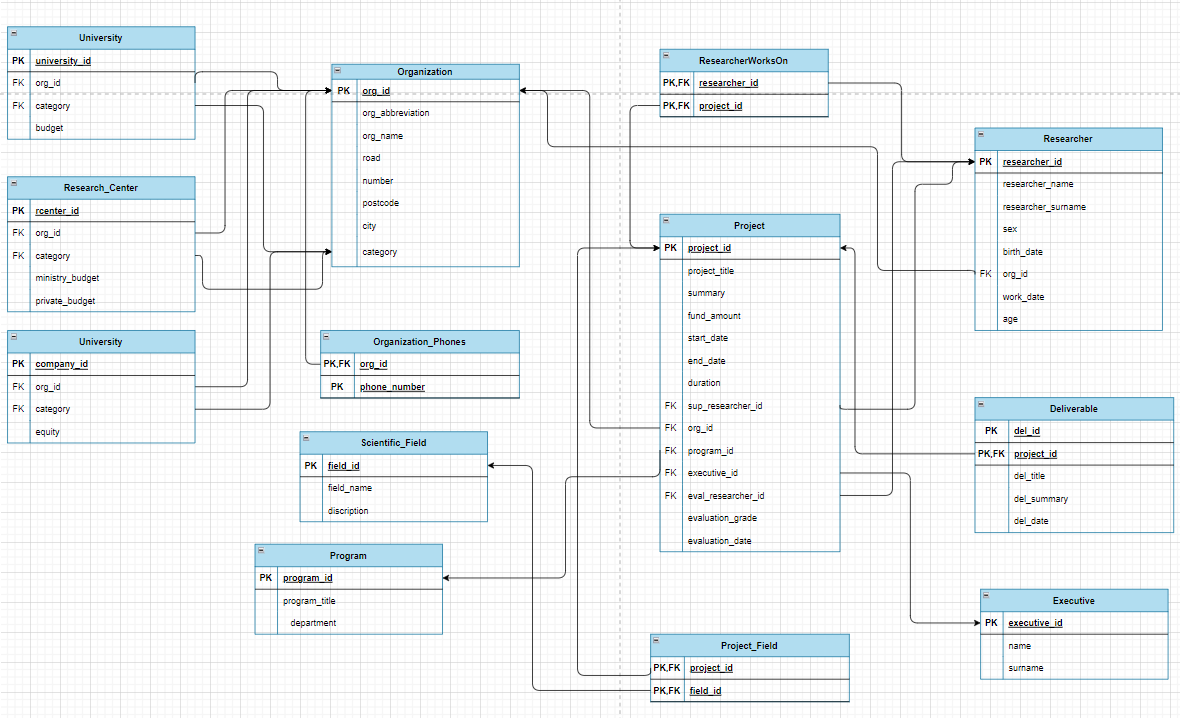 University
PK university_id
FK org_id
FK category
budget
Research_Center
PK rcenter_id
FK org_id
FK category
ministry_budget
private_budget
University
PK company_id
FK org_id
FK category
equity
Organization
PK org_id
org_abbreviation
org_name
road
number
postcode
city
category
Organization_Phones
PK,FK org_id
PK phone_number
Scientific_Field
PK field_id
field_name
discription
Program
PK program_id
program_title
department
ResearcherWorksOn
PK,FK researcher_id
PK,FK project_id
Project
PK project_id
project_title
summary
fund_amount
start_date
end_date
duration
FK sup_researcher_id
FK org_id
FK program_id
FK executive_id
FK eval_researcher_id
evaluation_grade
evaluation_date
Project_Field
PK,FK project_id
PK,FK field_id
Researcher
PK researcher_id
researcher_name
researcher_surname
sex
birth_date
FK org_id
work_date
age
Deliverable
PK del_id
PK,FK project_id
del_title
del_summary
del_date
Executive
PK executive_id
name
surname